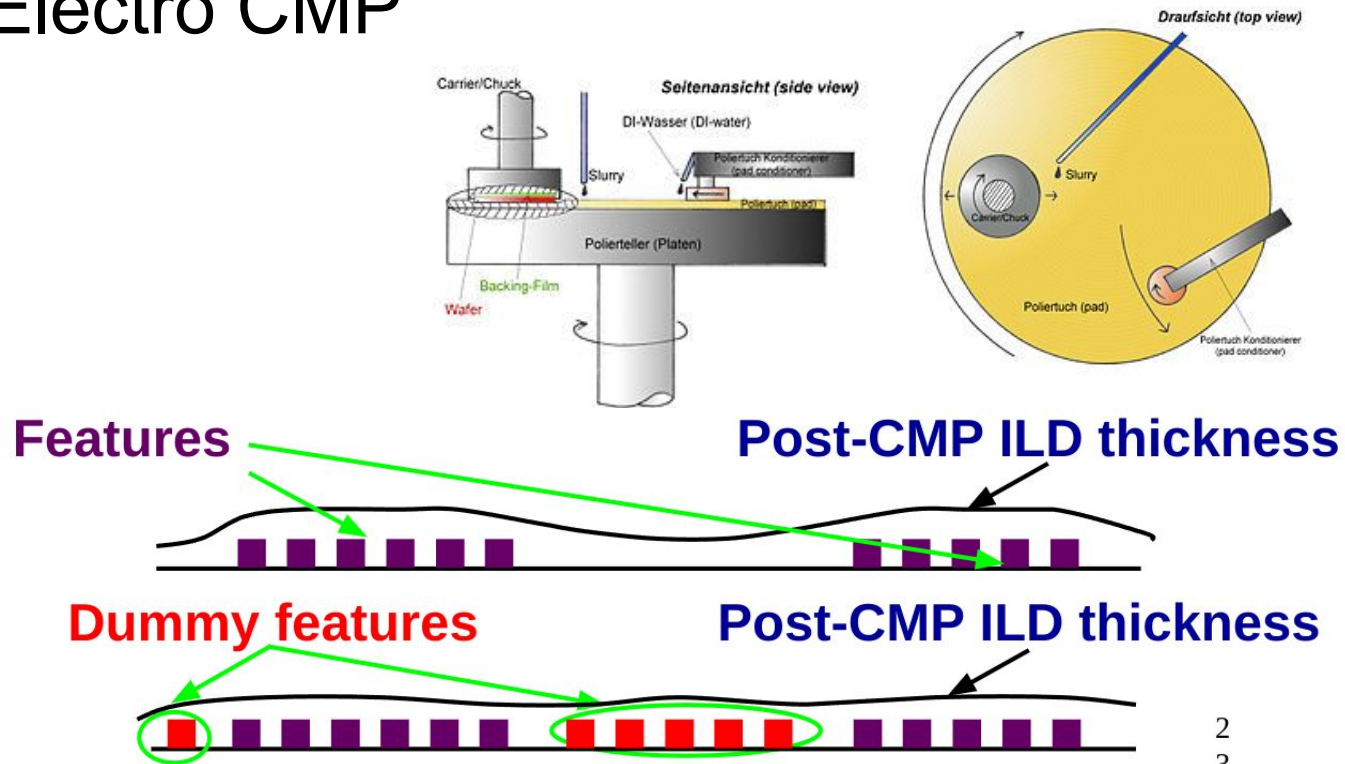 Electro CMP
Draufsicht (top view)
Carrier/Chuck
Seitenansicht (side view)
DI-Wasser (DI-water)
Poliertuch Konditionierer
(pad conditioner)
Slurry
Poliertuch (pad)
Polierteller (Platen)
Backing-Film
Wafer
Slurry
Carrier/Chuck
Poliertuch (pad)
Poliertuch Konditionierer
(pad conditioner)
Features
Post-CMP ILD thickness
Dummy features
Post-CMP ILD thickness
2
3